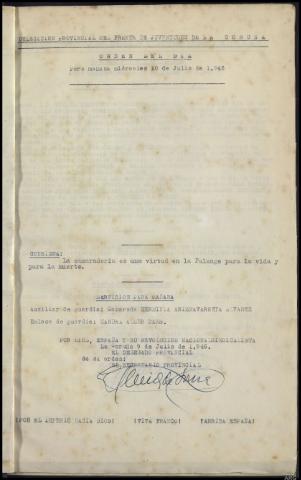 DELEGACION PROVINCIAL DEL FRENTE DE JUVENTUDES DE LA CORUÑA
ORDEN DEL DIA
Para mañana miércoles 10 de Julio de 1.946
CONSIGNA:
La camaradería es una virtud en la Falange para la vida y
para la muerte.
SERVICIOS PARA MAÑANA
Auxiliar de guardia: Camarada ALVAREZ
Enlace de guardia:
POR DIOS, ESPAÑA Y SU REVOLUCION NACIONALSINDICALISTA
La Coruña 9 de Julio de 1,946.
EL DELEGADO PROVINCIAL
de su orden:
EL SECRETARIO PROVINCIAL
¡POR EL IMPERIO HACIA DIOS! ¡VIVA FRANCO! ¡ARRIBA ESPAÑA!